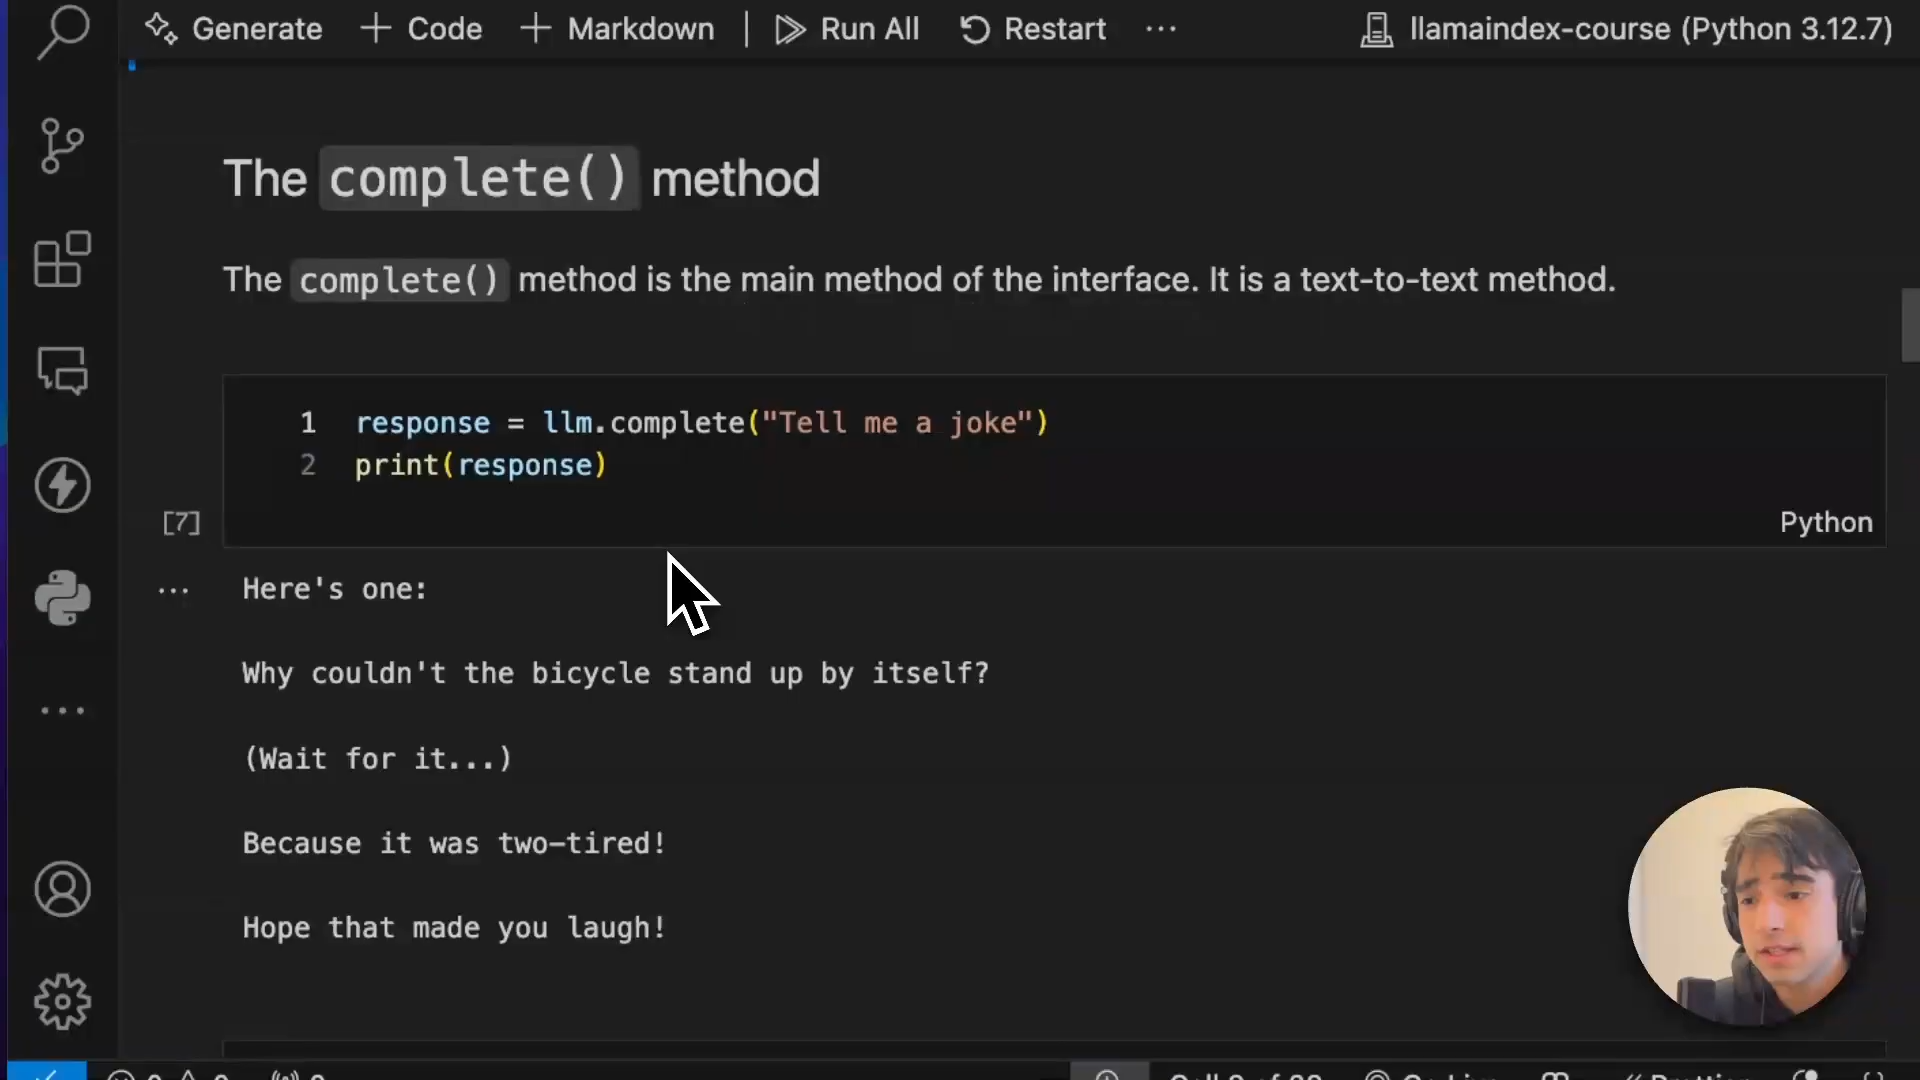 Generate + Code + Markdown | Run All Restart ... llamaindex-course (Python 3.12.7)
The complete() method
The complete() method is the main method of the interface. It is a text-to-text method.
1 response = llm.complete("Tell me a joke")
2 print(response)
[7]
Python
Here's one:
Why couldn't the bicycle stand up by itself?
(Wait for it...)
Because it was two-tired!
Hope that made you laugh!